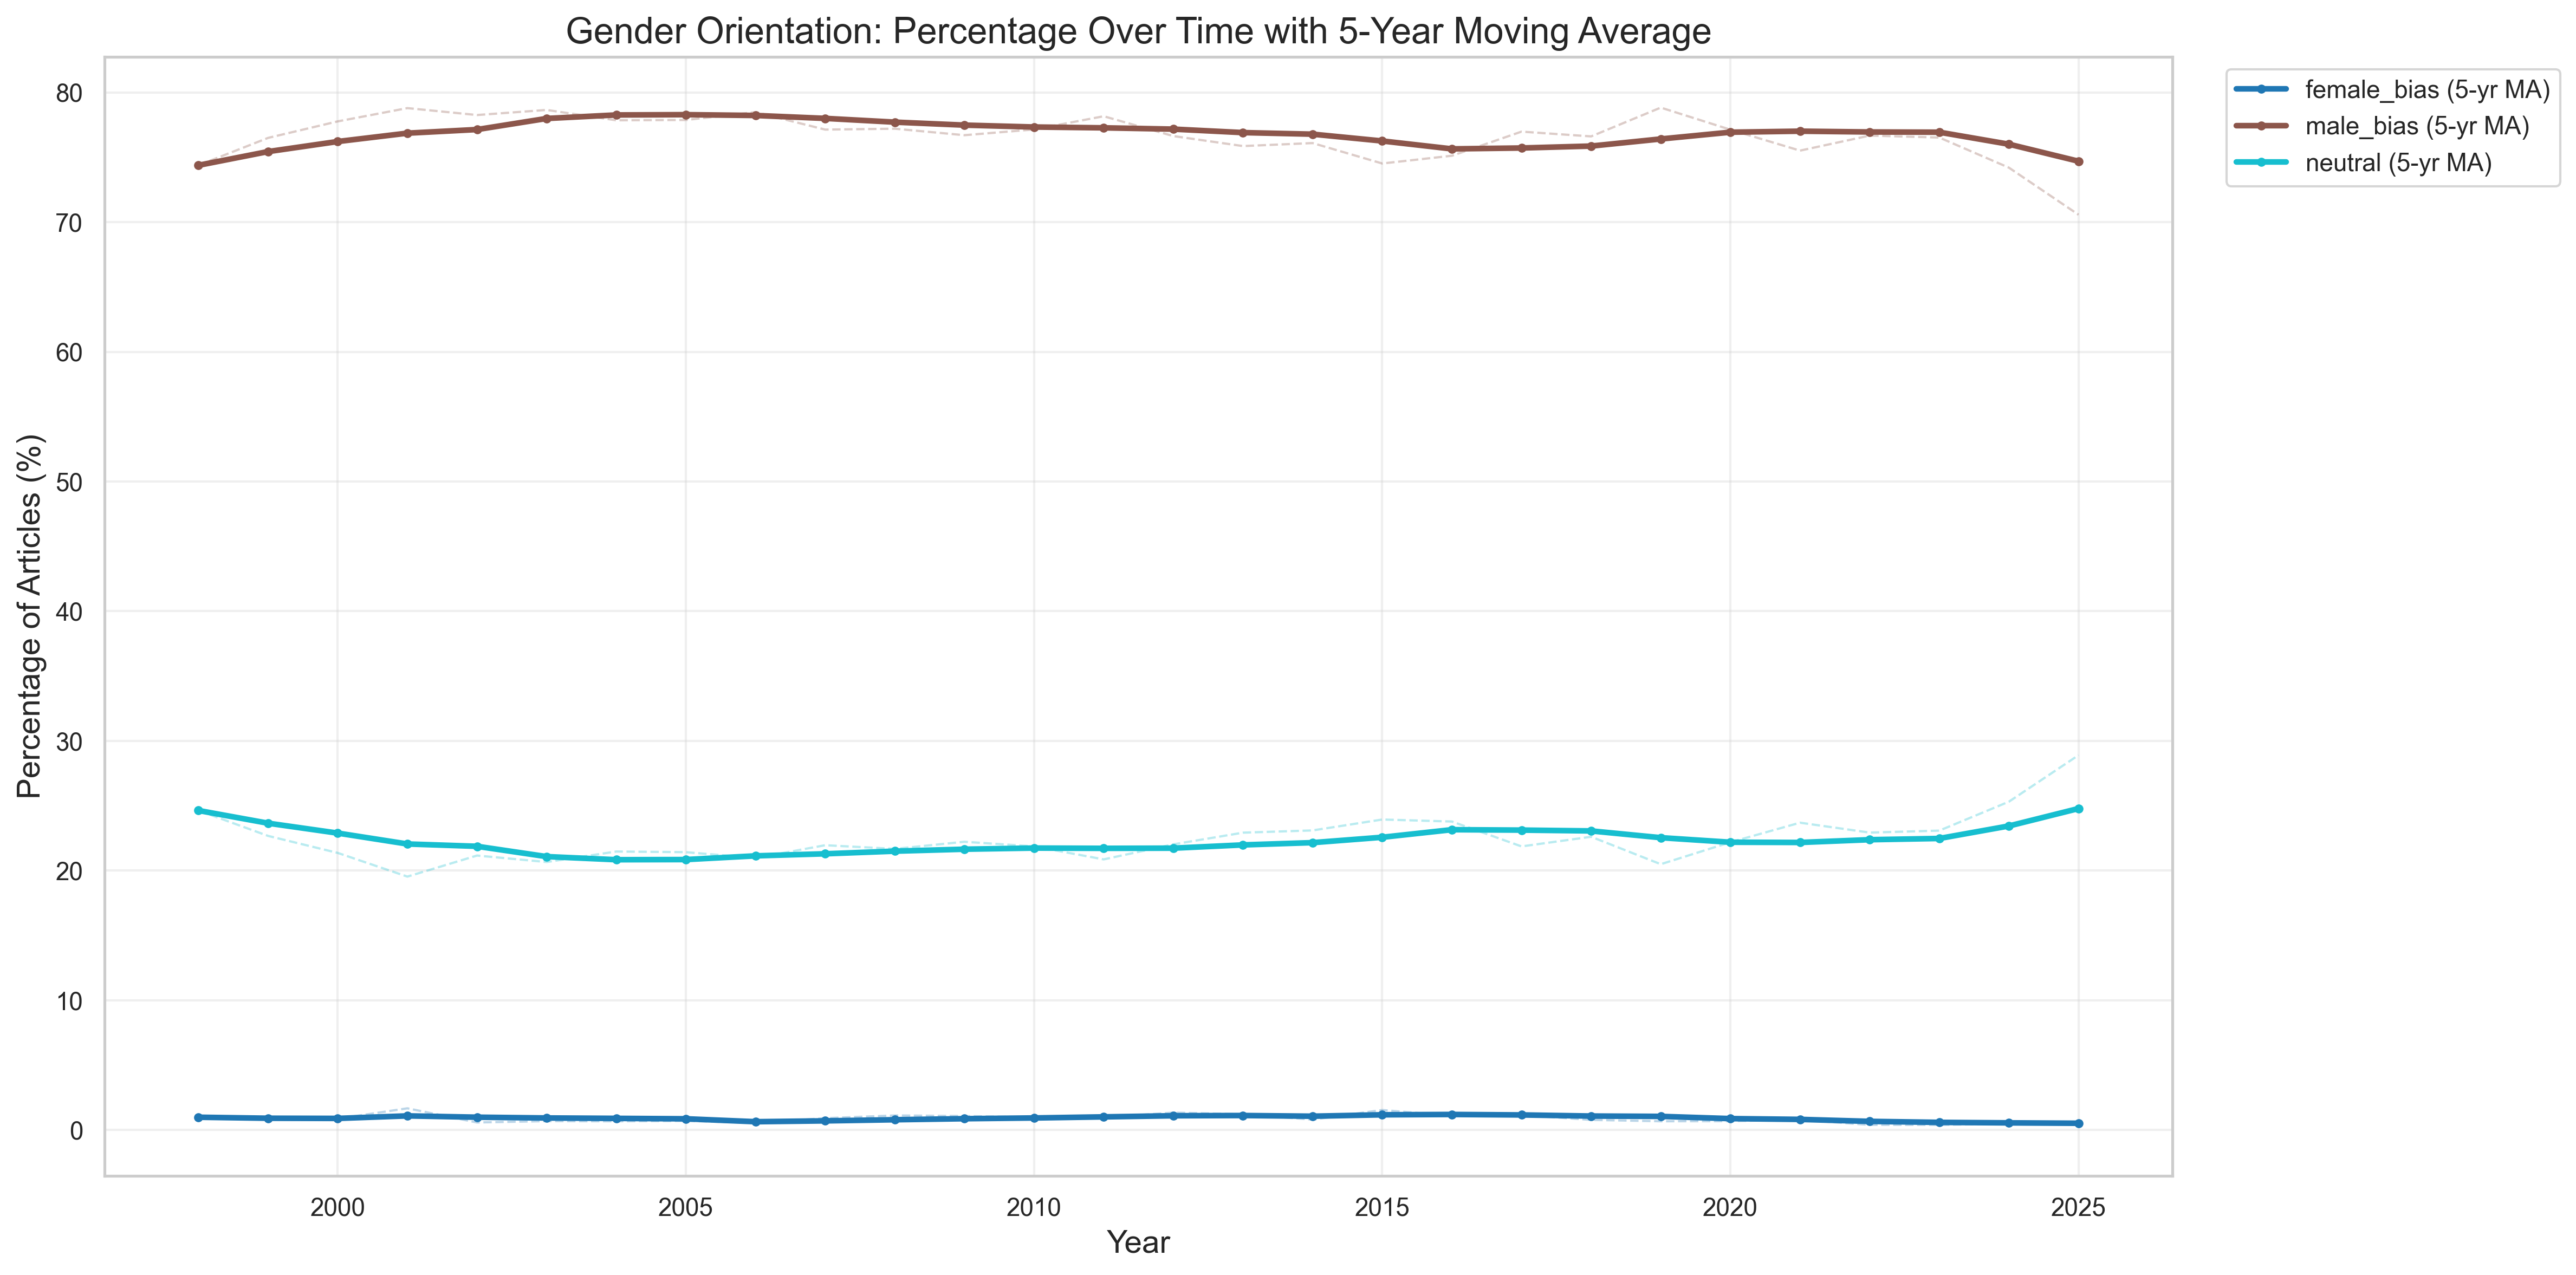 Gender Orientation: Percentage Over Time with 5-Year Moving Average
female_bias (5-yr MA)
male_bias (5-yr MA)
neutral (5-yr MA)
Percentage of Articles (%)
80
70
60
50
40
30
20
10
0
2000 2005 2010 2015 2020 2025
Year